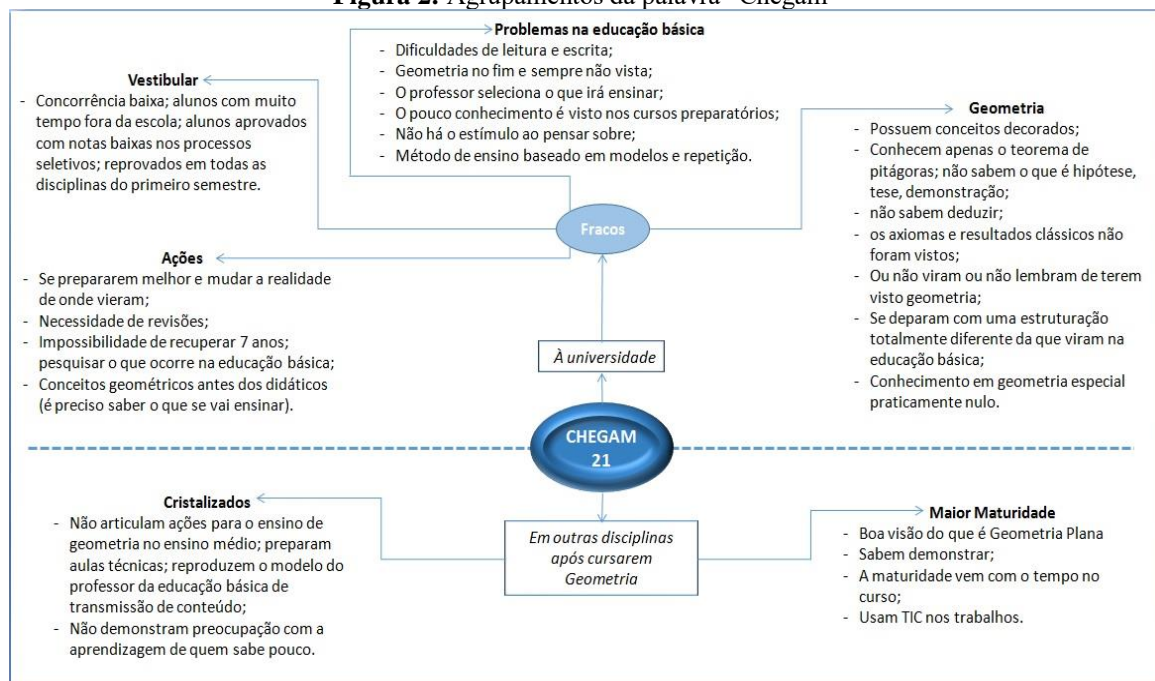 Figura 2. Agrupamentos da palavra "Chegam"
Problemas na educação básica
- Dificuldades de leitura e escrita;
- Geometria no fim e sempre não vista;
- O professor seleciona o que irá ensinar;
- O pouco conhecimento é visto nos cursos preparatórios;
- Não há o estímulo ao pensar sobre;
- Método de ensino baseado em modelos e repetição.
Vestibular
- Concorrência baixa; alunos com muito
tempo fora da escola; alunos aprovados
com notas baixas nos processos
seletivos; reprovados em todas as
disciplinas do primeiro semestre.
Geometria
- Possuem conceitos decorados;
- Conhecem apenas o teorema de
pitágoras; não sabem o que é hipótese,
tese, demonstração;
- não sabem deduzir;
- os axiomas e resultados clássicos não
foram vistos;
- Ou não viram ou não lembram de terem
visto geometria;
- Se deparam com uma estruturação
totalmente diferente da que viram na
educação básica;
- Conhecimento em geometria especial
praticamente nulo.
Fracos
Ações
- Se prepararem melhor e mudar a realidade
de onde vieram;
- Necessidade de revisões;
- Impossibilidade de recuperar 7 anos;
pesquisar o que ocorre na educação básica;
- Conceitos geométricos antes dos didáticos
(é preciso saber o que se vai ensinar).
À universidade
CHEGAM
21
Cristalizados
- Não articulam ações para o ensino de
geometria no ensino médio; preparam
aulas técnicas; reproduzem o modelo do
professor da educação básica de
transmissão de conteúdo;
- Não demonstram preocupação com a
aprendizagem de quem sabe pouco.
Em outras disciplinas
após cursarem
Geometria
Maior Maturidade
- Boa visão do que é Geometria Plana
- Sabem demonstrar;
- A maturidade vem com o tempo no
curso;
- Usam TIC nos trabalhos.